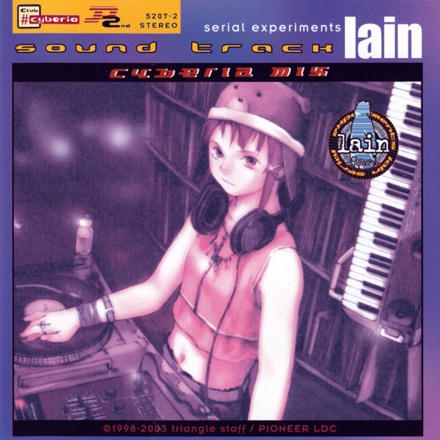 Club
#cyberia
2nd
5207-2
STEREO
serial experiments
lain
sound track
cyberia mix
lain
©1998-2003 triangle staff / PIONEER LDC